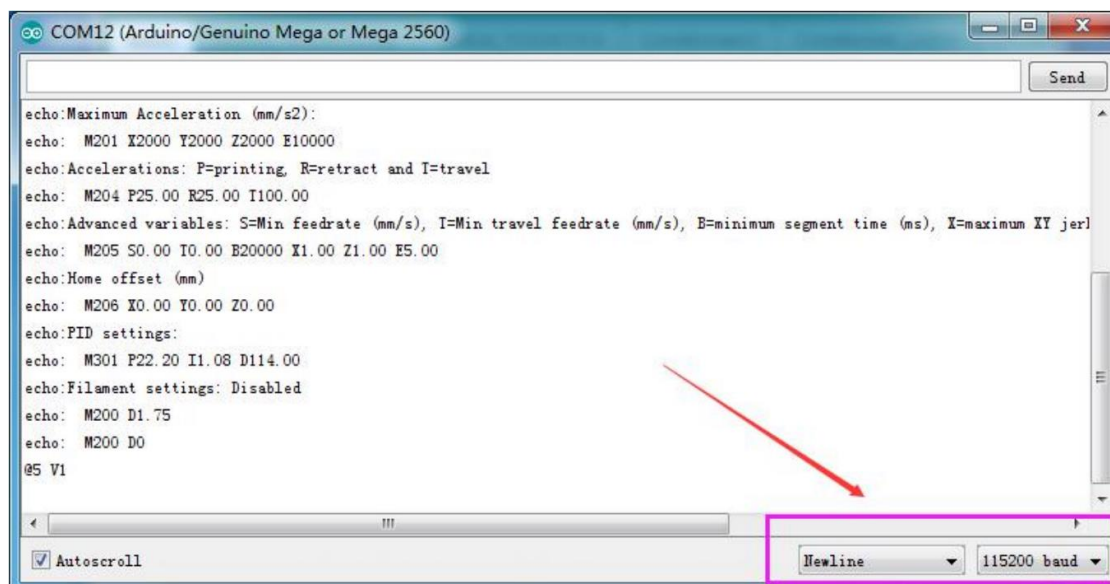 COM12 (Arduino/Genuino Mega or Mega 2560)
Send
echo:Maximum Acceleration (mm/s2):
echo:  M201 X2000 Y2000 Z2000 E10000
echo:Accelerations: P=printing, R=retract and T=travel
echo:  M204 P25.00 R25.00 T100.00
echo:Advanced variables: S=Min feedrate (mm/s), T=Min travel feedrate (mm/s), B=minimum segment time (ms), X=maximum XY jerl
echo:  M205 S0.00 T0.00 B20000 X1.00 Z1.00 E5.00
echo:Home offset (mm)
echo:  M206 X0.00 Y0.00 Z0.00
echo:PID settings:
echo:  M301 P22.20 I1.08 D114.00
echo:Filament settings: Disabled
echo:  M200 D1.75
echo:  M200 D0
@5 V1
Autoscroll
Newline
115200 baud